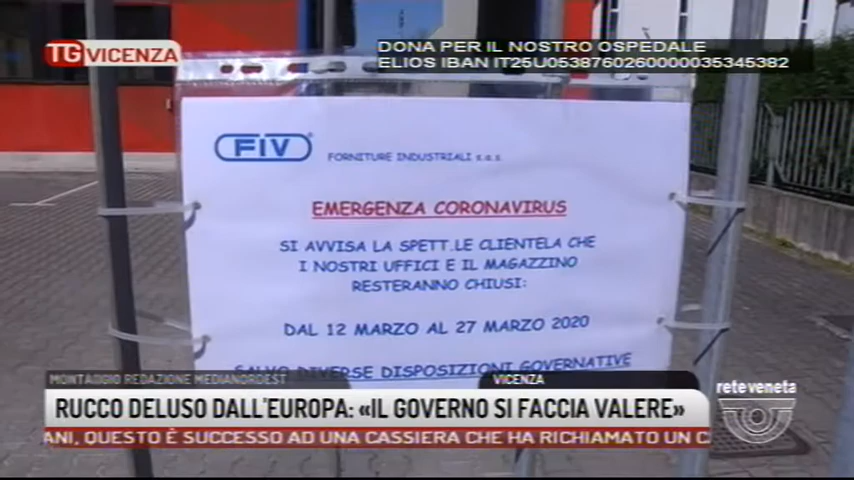 TG VICENZA
DONA PER IL NOSTRO OSPEDALE
ELIOS IBAN IT25U0538760260000035345382
FIV®
FORNITURE INDUSTRIALI s.a.s.
EMERGENZA CORONAVIRUS
SI AVVISA LA SPETT.LE CLIENTELA CHE
I NOSTRI UFFICI E IL MAGAZZINO
RESTERANNO CHIUSI:
DAL 12 MARZO AL 27 MARZO 2020
SALVO DIVERSE DISPOSIZIONI GOVERNATIVE
MONTAGGIO REDAZIONE MEDIANORDEST
VICENZA
RUCCO DELUSO DALL'EUROPA: «IL GOVERNO SI FACCIA VALERE»
reteveneta
ANI, QUESTO È SUCCESSO AD UNA CASSIERA CHE HA RICHIAMATO UN C